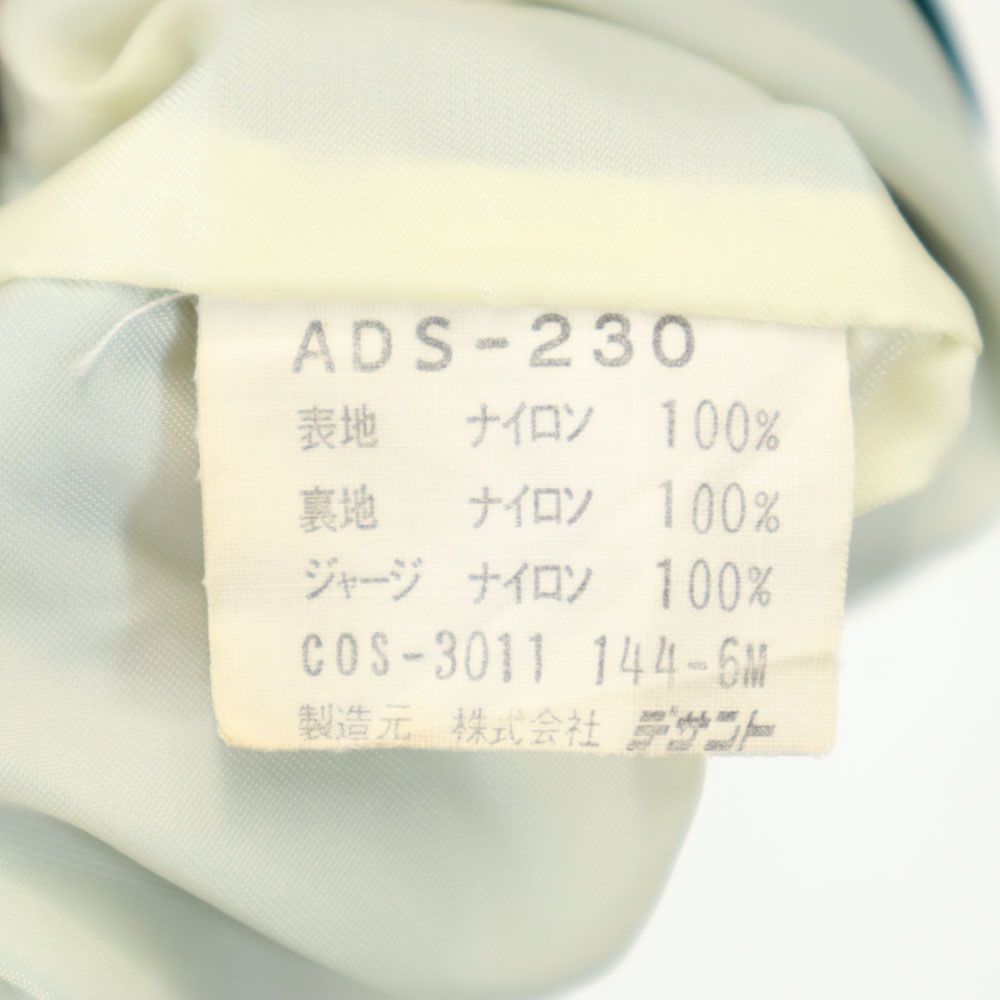 ADS-230
表地 ナイロン 100%
裏地 ナイロン 100%
ジャージ ナイロン 100%
COS-3011 144-6M
製造元 株式会社 デサント